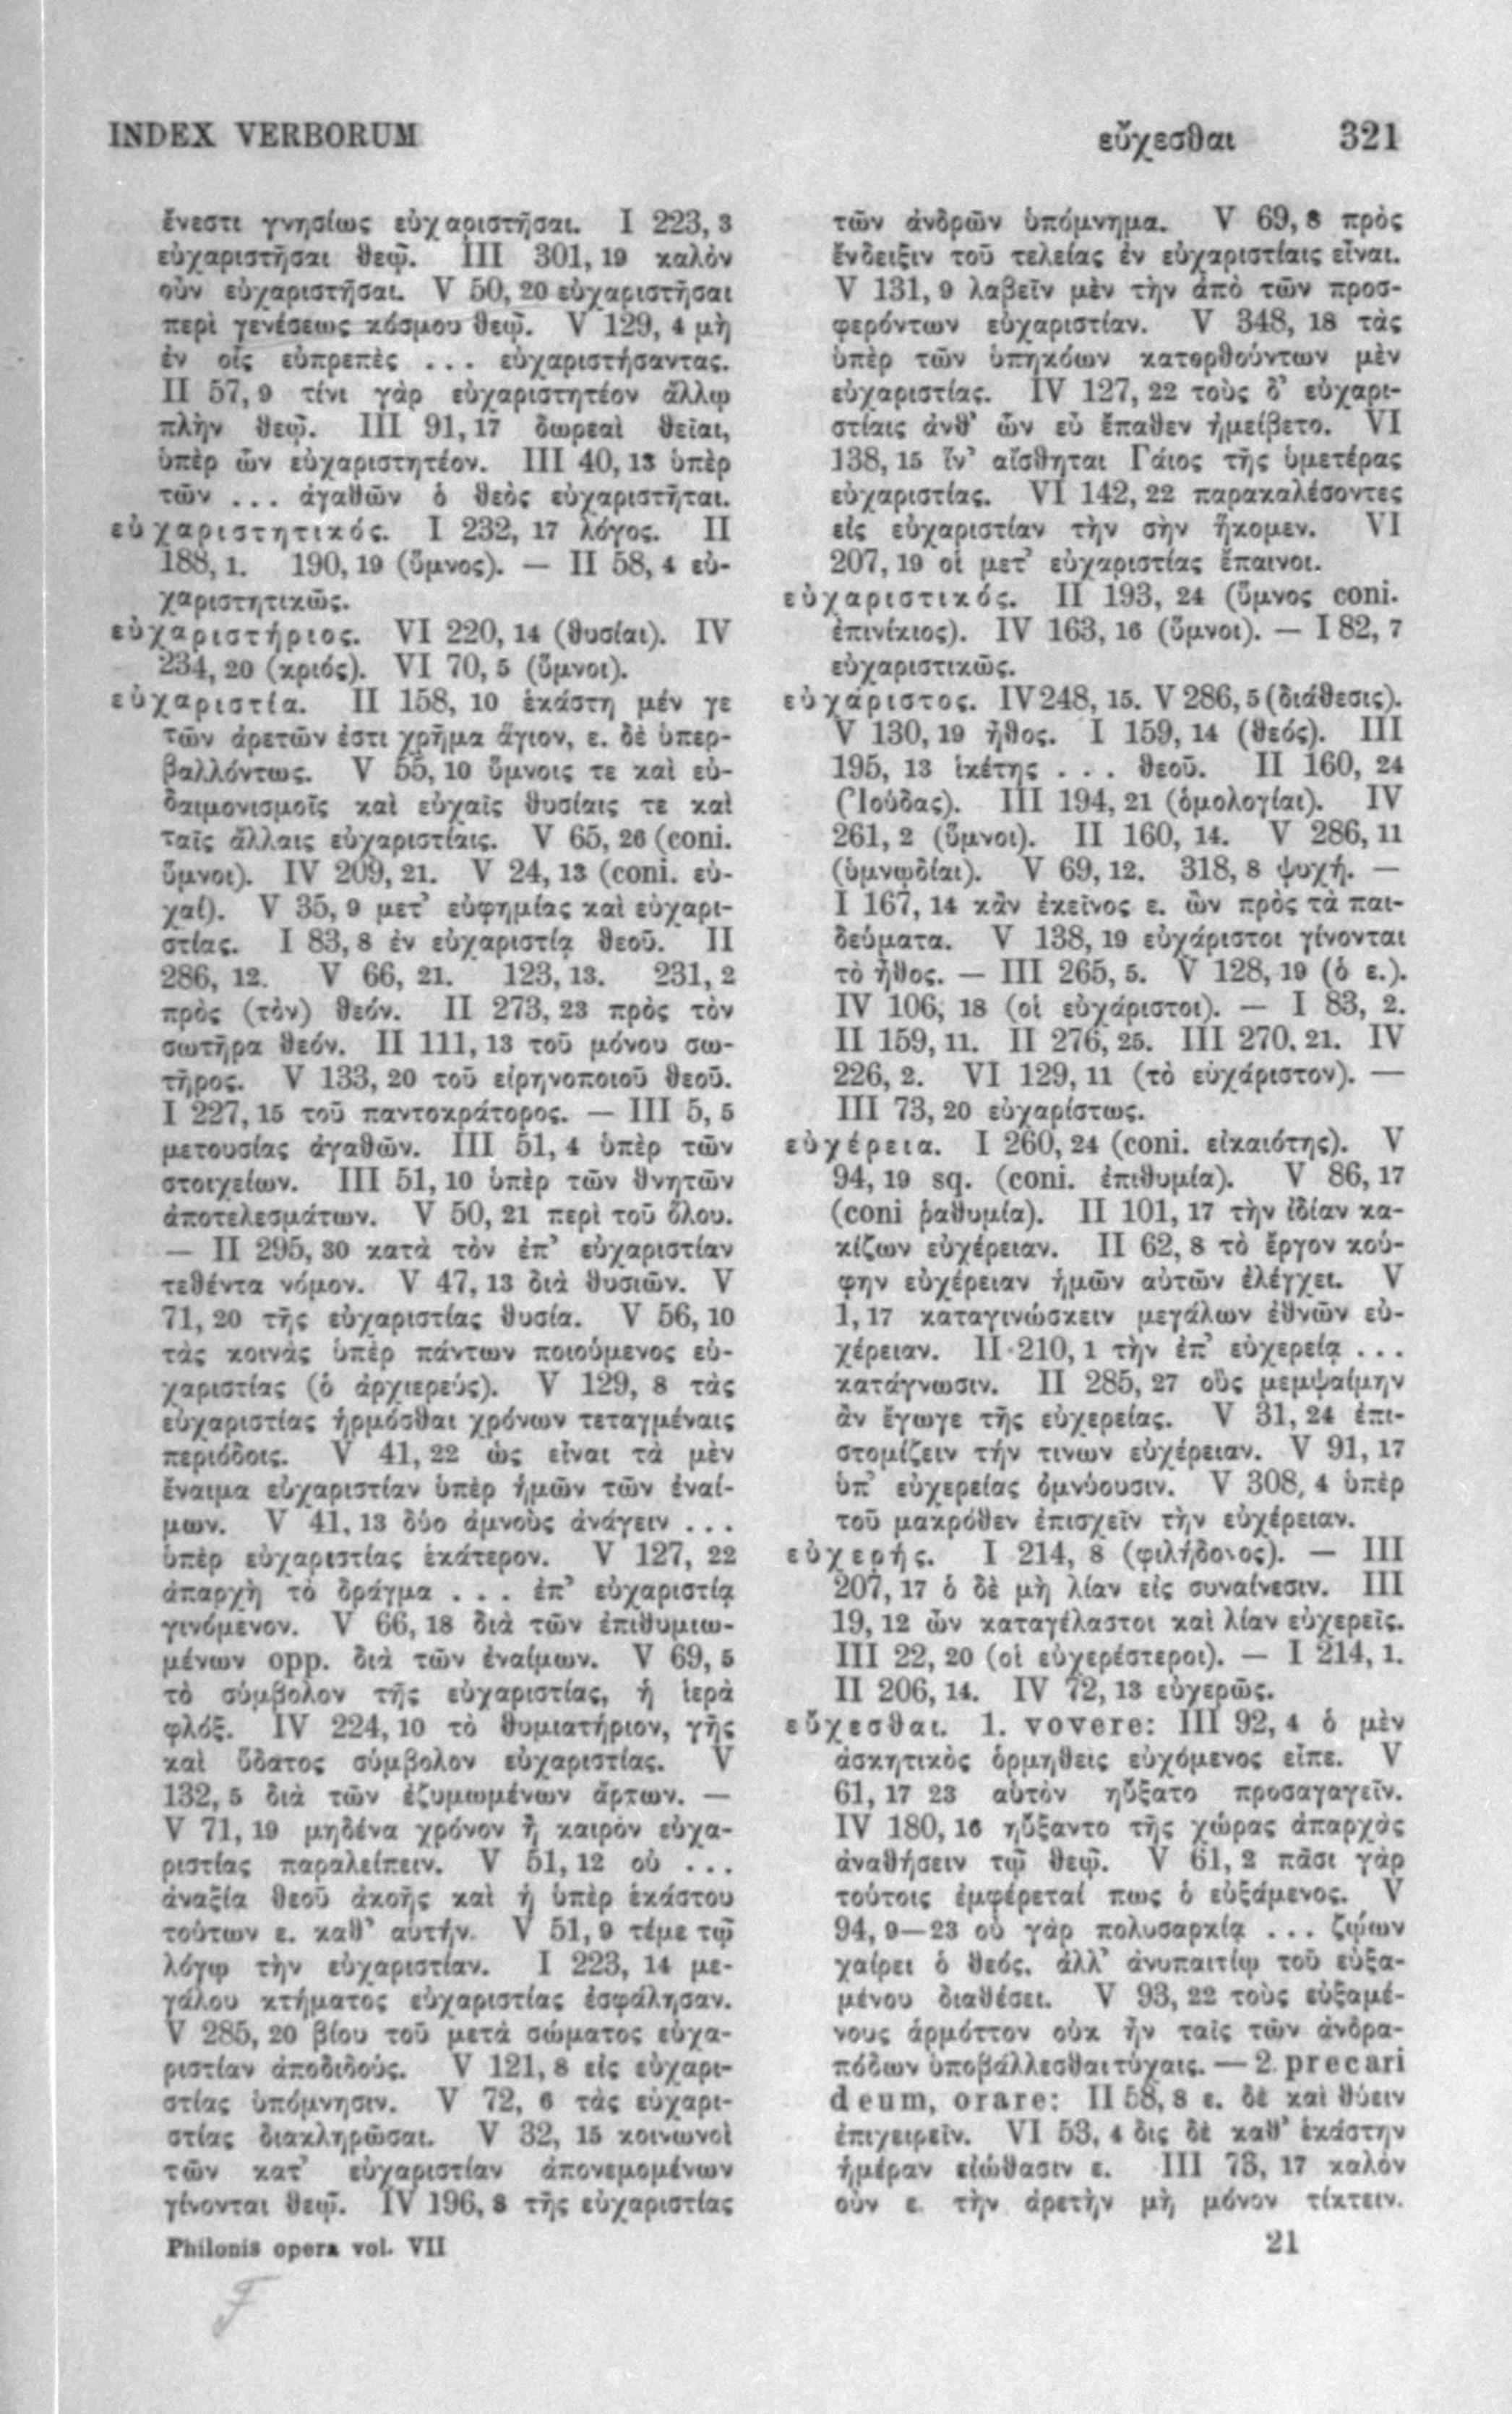 INDEX VERBORUM
εὔχεσθαι 321
ἔνεστι γνησίως εὐχαριστῆσαι. I 223, 3
εὐχαριστῆσαι θεῷ. III 301, 19 καλὸν
οὖν εὐχαριστῆσαι. V 50, 20 εὐχαριστῆσαι
περὶ γενέσεως κόσμου θεῷ. V 129, 4 μὴ
ἐν οἷς εὐπρεπὲς ... εὐχαριστήσαντας.
II 57, 9 τίνι γὰρ εὐχαριστητέον ἄλλῳ
πλὴν θεῷ. III 91, 17 δωρεαὶ θεῖαι,
ὑπὲρ ὧν εὐχαριστητέον. III 40, 13 ὑπὲρ
τῶν ... ἀγαθῶν ὁ θεὸς εὐχαριστῆται.
εὐχαριστητικός. I 232, 17 λόγος. II
188, 1. 190, 19 (ὕμνος). — II 58, 4 εὐ-
χαριστητικῶς.
εὐχαριστήριος. VI 220, 14 (θυσίαι). IV
234, 20 (κριός). VI 70, 5 (ὕμνοι).
εὐχαριστία. II 158, 10 ἑκάστη μέν γε
τῶν ἀρετῶν ἐστι χρῆμα ἅγιον, ε. δὲ ὑπερ-
βαλλόντως. V 55, 10 ὕμνοις τε καὶ εὐ-
δαιμονισμοῖς καὶ εὐχαῖς θυσίαις τε καὶ
ταῖς ἄλλαις εὐχαριστίαις. V 65, 26 (coni.
ὕμνοι). IV 209, 21. V 24, 13 (coni. εὐ-
χαί). V 35, 9 μετ’ εὐφημίας καὶ εὐχαρι-
στίας. I 83, 8 ἐν εὐχαριστίᾳ θεοῦ. II
286, 12. V 66, 21. 123, 13. 231, 2
πρὸς (τὸν) θεόν. II 273, 23 πρὸς τὸν
σωτῆρα θεόν. II 111, 13 τοῦ μόνου σω-
τῆρος. V 133, 20 τοῦ εἰρηνοποιοῦ θεοῦ.
I 227, 15 τοῦ παντοκράτορος. — III 5, 5
μετουσίας ἀγαθῶν. III 51, 4 ὑπὲρ τῶν
στοιχείων. III 51, 10 ὑπὲρ τῶν θνητῶν
ἀποτελεσμάτων. V 50, 21 περὶ τοῦ ὅλου.
— II 295, 30 κατὰ τὸν ἐπ’ εὐχαριστίαν
τεθέντα νόμον. V 47, 13 διὰ θυσιῶν. V
71, 20 τῆς εὐχαριστίας θυσία. V 56, 10
τὰς κοινὰς ὑπὲρ πάντων ποιούμενος εὐ-
χαριστίας (ὁ ἀρχιερεύς). V 129, 8 τὰς
εὐχαριστίας ἡρμόσθαι χρόνων τεταγμέναις
περιόδοις. V 41, 22 ὡς εἶναι τὰ μὲν
ἔναιμα εὐχαριστίαν ὑπὲρ ἡμῶν τῶν ἐναί-
μων. V 41, 13 δύο ἀμνοὺς ἀνάγειν ...
ὑπὲρ εὐχαριστίας ἑκάτερον. V 127, 22
ἀπαρχὴ τὸ δράγμα ... ἐπ’ εὐχαριστίᾳ
γινόμενον. V 66, 18 διὰ τῶν ἐπιθυμιω-
μένων opp. διὰ τῶν ἐναίμων. V 69, 5
τὸ σύμβολον τῆς εὐχαριστίας, ἡ ἱερὰ
φλόξ. IV 224, 10 τὸ θυμιατήριον, γῆς
καὶ ὕδατος σύμβολον εὐχαριστίας. V
132, 5 διὰ τῶν ἐζυμωμένων ἄρτων. —
V 71, 19 μηδένα χρόνον ἢ καιρὸν εὐχα-
ριστίας παραλείπειν. V 51, 12 οὐ ...
ἀναξία θεοῦ ἀκοῆς καὶ ἡ ὑπὲρ ἑκάστου
τούτων ε. καθ’ αὑτήν. V 51, 9 τέμε τῷ
λόγῳ τὴν εὐχαριστίαν. I 223, 14 με-
γάλου κτήματος εὐχαριστίας ἐσφάλησαν.
V 285, 20 βίου τοῦ μετὰ σώματος εὐχα-
ριστίαν ἀποδιδούς. V 121, 8 εἰς εὐχαρι-
στίας ὑπόμνησιν. V 72, 6 τὰς εὐχαρι-
στίας διακληρῶσαι. V 32, 15 κοινωνοὶ
τῶν κατ’ εὐχαριστίαν ἀπονεμομένων
γίνονται θεῷ. IV 196, 8 τῆς εὐχαριστίας
Philonis opera vol. VII
F
τῶν ἀνδρῶν ὑπόμνημα. V 69, 8 πρὸς
ἔνδειξιν τοῦ τελείας ἐν εὐχαριστίαις εἶναι.
V 131, 9 λαβεῖν μὲν τὴν ἀπὸ τῶν προσ-
φερόντων εὐχαριστίαν. V 348, 18 τὰς
ὑπὲρ τῶν ὑπηκόων κατορθούντων μὲν
εὐχαριστίας. IV 127, 22 τοὺς δ’ εὐχαρι-
στίαις ἀνθ’ ὧν εὖ ἔπαθεν ἠμείβετο. VI
138, 15 ἵν’ αἴσθηται Γάιος τῆς ὑμετέρας
εὐχαριστίας. VI 142, 22 παρακαλέσοντες
εἰς εὐχαριστίαν τὴν σὴν ἥκομεν. VI
207, 19 οἱ μετ’ εὐχαριστίας ἔπαινοι.
εὐχαριστικός. II 193, 24 (ὕμνος coni.
ἐπινίκιος). IV 163, 16 (ὕμνοι). — I 82, 7
εὐχαριστικῶς.
εὐχάριστος. IV 248, 15. V 286, 5 (διάθεσις).
V 130, 19 ἦθος. I 159, 14 (θεός). III
195, 13 ἱκέτης ... θεοῦ. II 160, 24
(Ἰούδας). III 194, 21 (ὁμολογίαι). IV
261, 2 (ὕμνοι). II 160, 14. V 286, 11
(ὑμνῳδίαι). V 69, 12. 318, 8 ψυχή. —
I 167, 14 κἂν ἐκεῖνος ε. ὢν πρὸς τὰ παι-
δεύματα. V 138, 19 εὐχάριστοι γίνονται
τὸ ἦθος. — III 265, 5. V 128, 19 (ὁ ε.).
IV 106, 18 (οἱ εὐχάριστοι). — I 83, 2.
II 159, 11. II 276, 25. III 270, 21. IV
226, 2. VI 129, 11 (τὸ εὐχάριστον). —
III 73, 20 εὐχαρίστως.
εὐχέρεια. I 260, 24 (coni. εἰκαιότης). V
94, 19 sq. (coni. ἐπιθυμία). V 86, 17
(coni ῥαθυμία). II 101, 17 τὴν ἰδίαν κα-
κίζων εὐχέρειαν. II 62, 8 τὸ ἔργον κού-
φην εὐχέρειαν ἡμῶν αὐτῶν ἐλέγχει. V
1, 17 καταγινώσκειν μεγάλων ἐθνῶν εὐ-
χέρειαν. II 210, 1 τὴν ἐπ’ εὐχερείᾳ ...
κατάγνωσιν. II 285, 27 οὓς μεμψαίμην
ἂν ἔγωγε τῆς εὐχερείας. V 31, 24 ἐπι-
στομίζειν τήν τινων εὐχέρειαν. V 91, 17
ὑπ’ εὐχερείας ὀμνύουσιν. V 308, 4 ὑπὲρ
τοῦ μακρόθεν ἐπισχεῖν τὴν εὐχέρειαν.
εὐχερής. I 214, 8 (φιλήδονος). — III
207, 17 ὁ δὲ μὴ λίαν εἰς συναίνεσιν. III
19, 12 ὧν καταγέλαστοι καὶ λίαν εὐχερεῖς.
III 22, 20 (οἱ εὐχερέστεροι). — I 214, 1.
II 206, 14. IV 72, 13 εὐχερῶς.
εὔχεσθαι. 1. vovere: III 92, 4 ὁ μὲν
ἀσκητικὸς ὁρμηθεὶς εὐχόμενος εἶπε. V
61, 17 23 αὑτὸν ηὔξατο προσαγαγεῖν.
IV 180, 16 ηὔξαντο τῆς χώρας ἀπαρχὰς
ἀναθήσειν τῷ θεῷ. V 61, 2 πᾶσι γὰρ
τούτοις ἐμφέρεταί πως ὁ εὐξάμενος. V
94, 9—23 οὐ γὰρ πολυσαρκίᾳ ... ζῴων
χαίρει ὁ θεός, ἀλλ’ ἀνυπαιτίῳ τοῦ εὐξα-
μένου διαθέσει. V 93, 22 τοὺς εὐξαμέ-
νους ἁρμόττον οὐκ ἦν ταῖς τῶν ἀνδρα-
πόδων ὑποβάλλεσθαι τύχαις. — 2. precari
deum, orare: II 58, 8 ε. δὲ καὶ θύειν
ἐπιχειρεῖν. VI 53, 4 δὶς δὲ καθ’ ἑκάστην
ἡμέραν εἰώθασιν ε. III 73, 17 καλὸν
οὖν ε. τὴν ἀρετὴν μὴ μόνον τίκτειν.
21